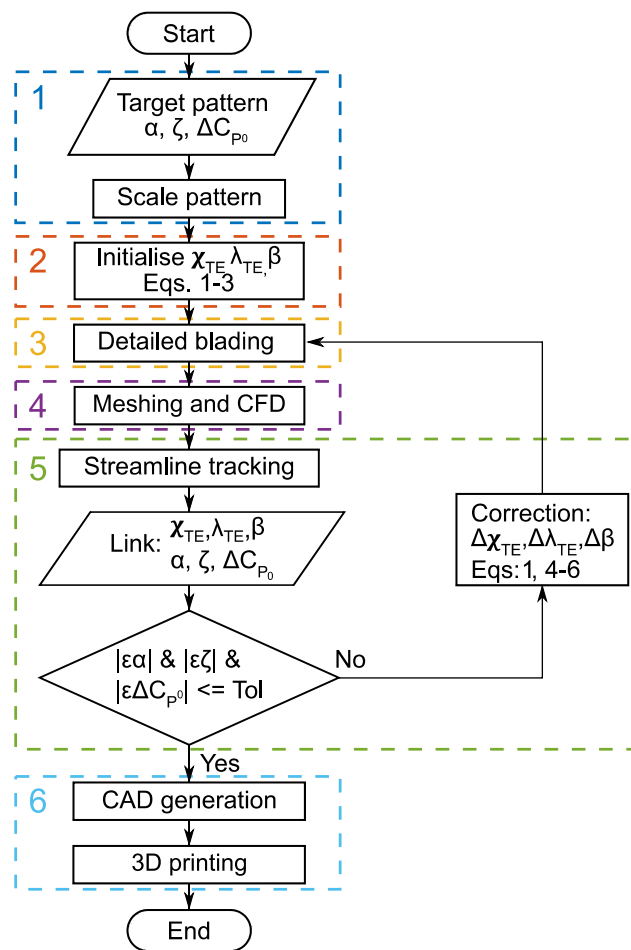 Start
1
Target pattern
α, ζ, ΔC_P⁰
Scale pattern
2
Initialise χ_TE λ_TE, β
Eqs. 1-3
3
Detailed blading
4
Meshing and CFD
5
Streamline tracking
Link: χ_TE,λ_TE,β
α, ζ, ΔC_P₀
Correction:
Δχ_TE,Δλ_TE,Δβ
Eqs:1, 4-6
|εα| & |εζ| &
|εΔC_P⁰| <= Tol
No
Yes
6
CAD generation
3D printing
End